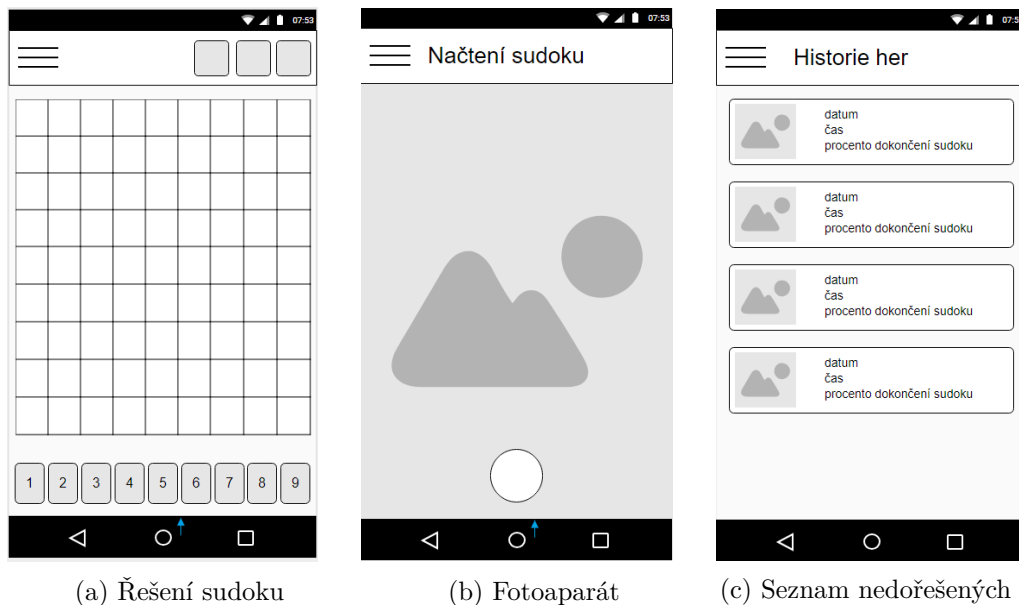 07:53
1 2 3 4 5 6 7 8 9
(a) Řešení sudoku
07:53
Načtení sudoku
(b) Fotoaparát
07:5
Historie her
datum
čas
procento dokončení sudoku
datum
čas
procento dokončení sudoku
datum
čas
procento dokončení sudoku
datum
čas
procento dokončení sudoku
(c) Seznam nedořešených